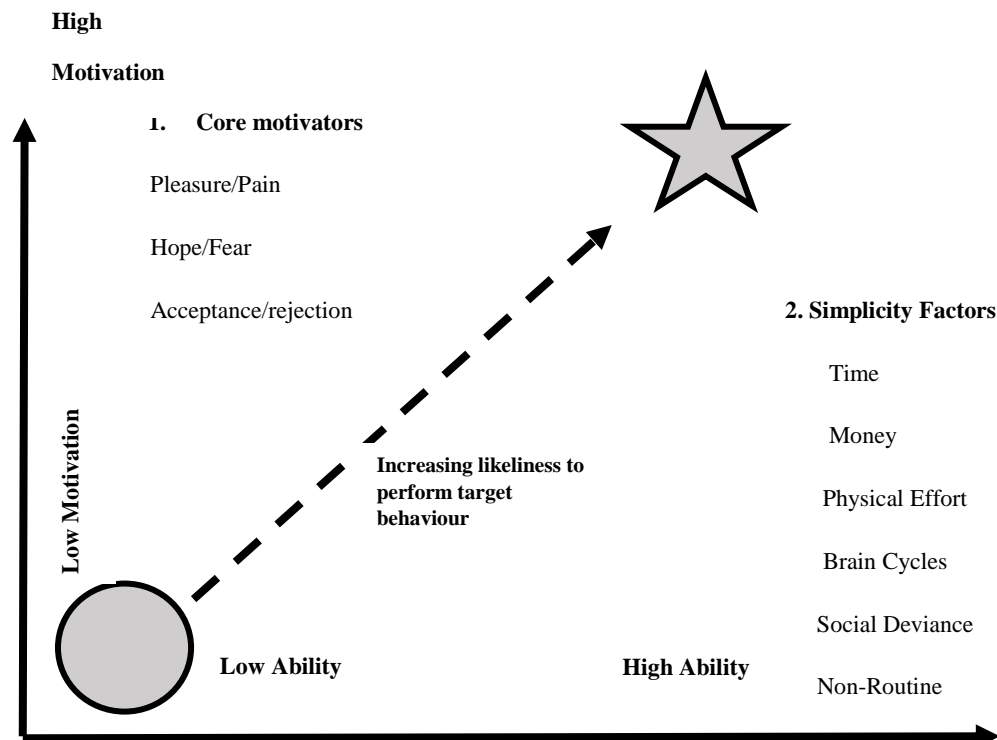 High
Motivation
1. Core motivators
Pleasure/Pain
Hope/Fear
Acceptance/rejection
2. Simplicity Factors
Time
Money
Low Motivation
Increasing likeliness to
perform target
behaviour
Physical Effort
Brain Cycles
Social Deviance
Low Ability
High Ability
Non-Routine